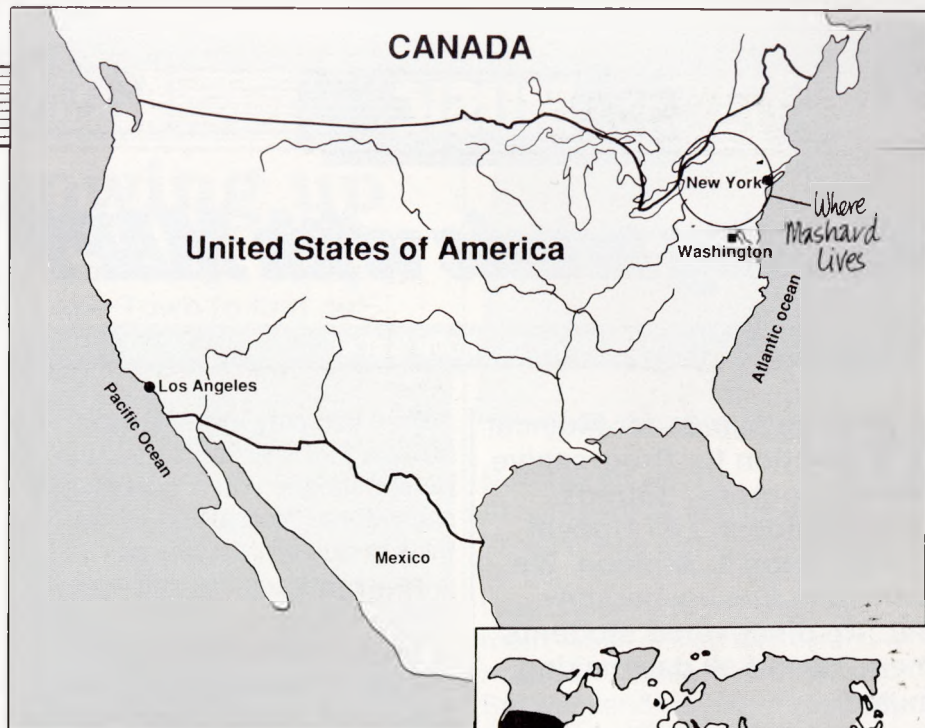 CANADA
New York
Where
Mashard
Lives
United States of America
Washington
Atlantic ocean
Los Angeles
Pacific Ocean
Mexico